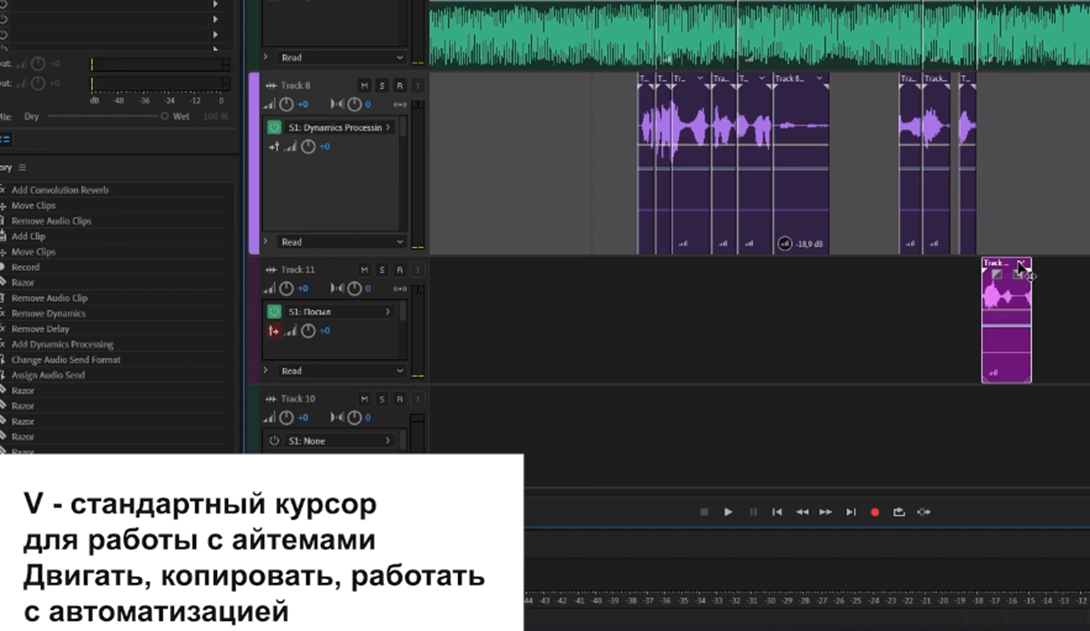 Read
+0
+0
dB -48 -36 -24 -12 0
Dry Wet 100 %
Add Convolution Reverb
Move Clips
Remove Audio Clips
Add Clip
Move Clips
Record
Razor
Remove Audio Clip
Remove Dynamics
Remove Delay
Add Dynamics Processing
Change Audio Send Format
Assign Audio Send
Razor
Razor
Razor
Razor
Track 8 M S R I
+0 0
S1: Dynamics Processin
+0
Read
T... T... Tr... Tra... T... Track 8... Tra... Track... T...
-18,9 dB
Track 11 M S R I
+0 0
S1: Посыл
+0
Read
Track ...
Track 10 M S R I
+0 0
S1: None
V - стандартный курсор
для работы с айтемами
Двигать, копировать, работать
с автоматизацией
-43 -42 -41 -40 -39 -38 -37 -36 -35 -34 -33 -32 -31 -30 -29 -28 -27 -26 -25 -24 -23 -22 -21 -20 -19 -18 -17 -16 -15 -14 -13 -12